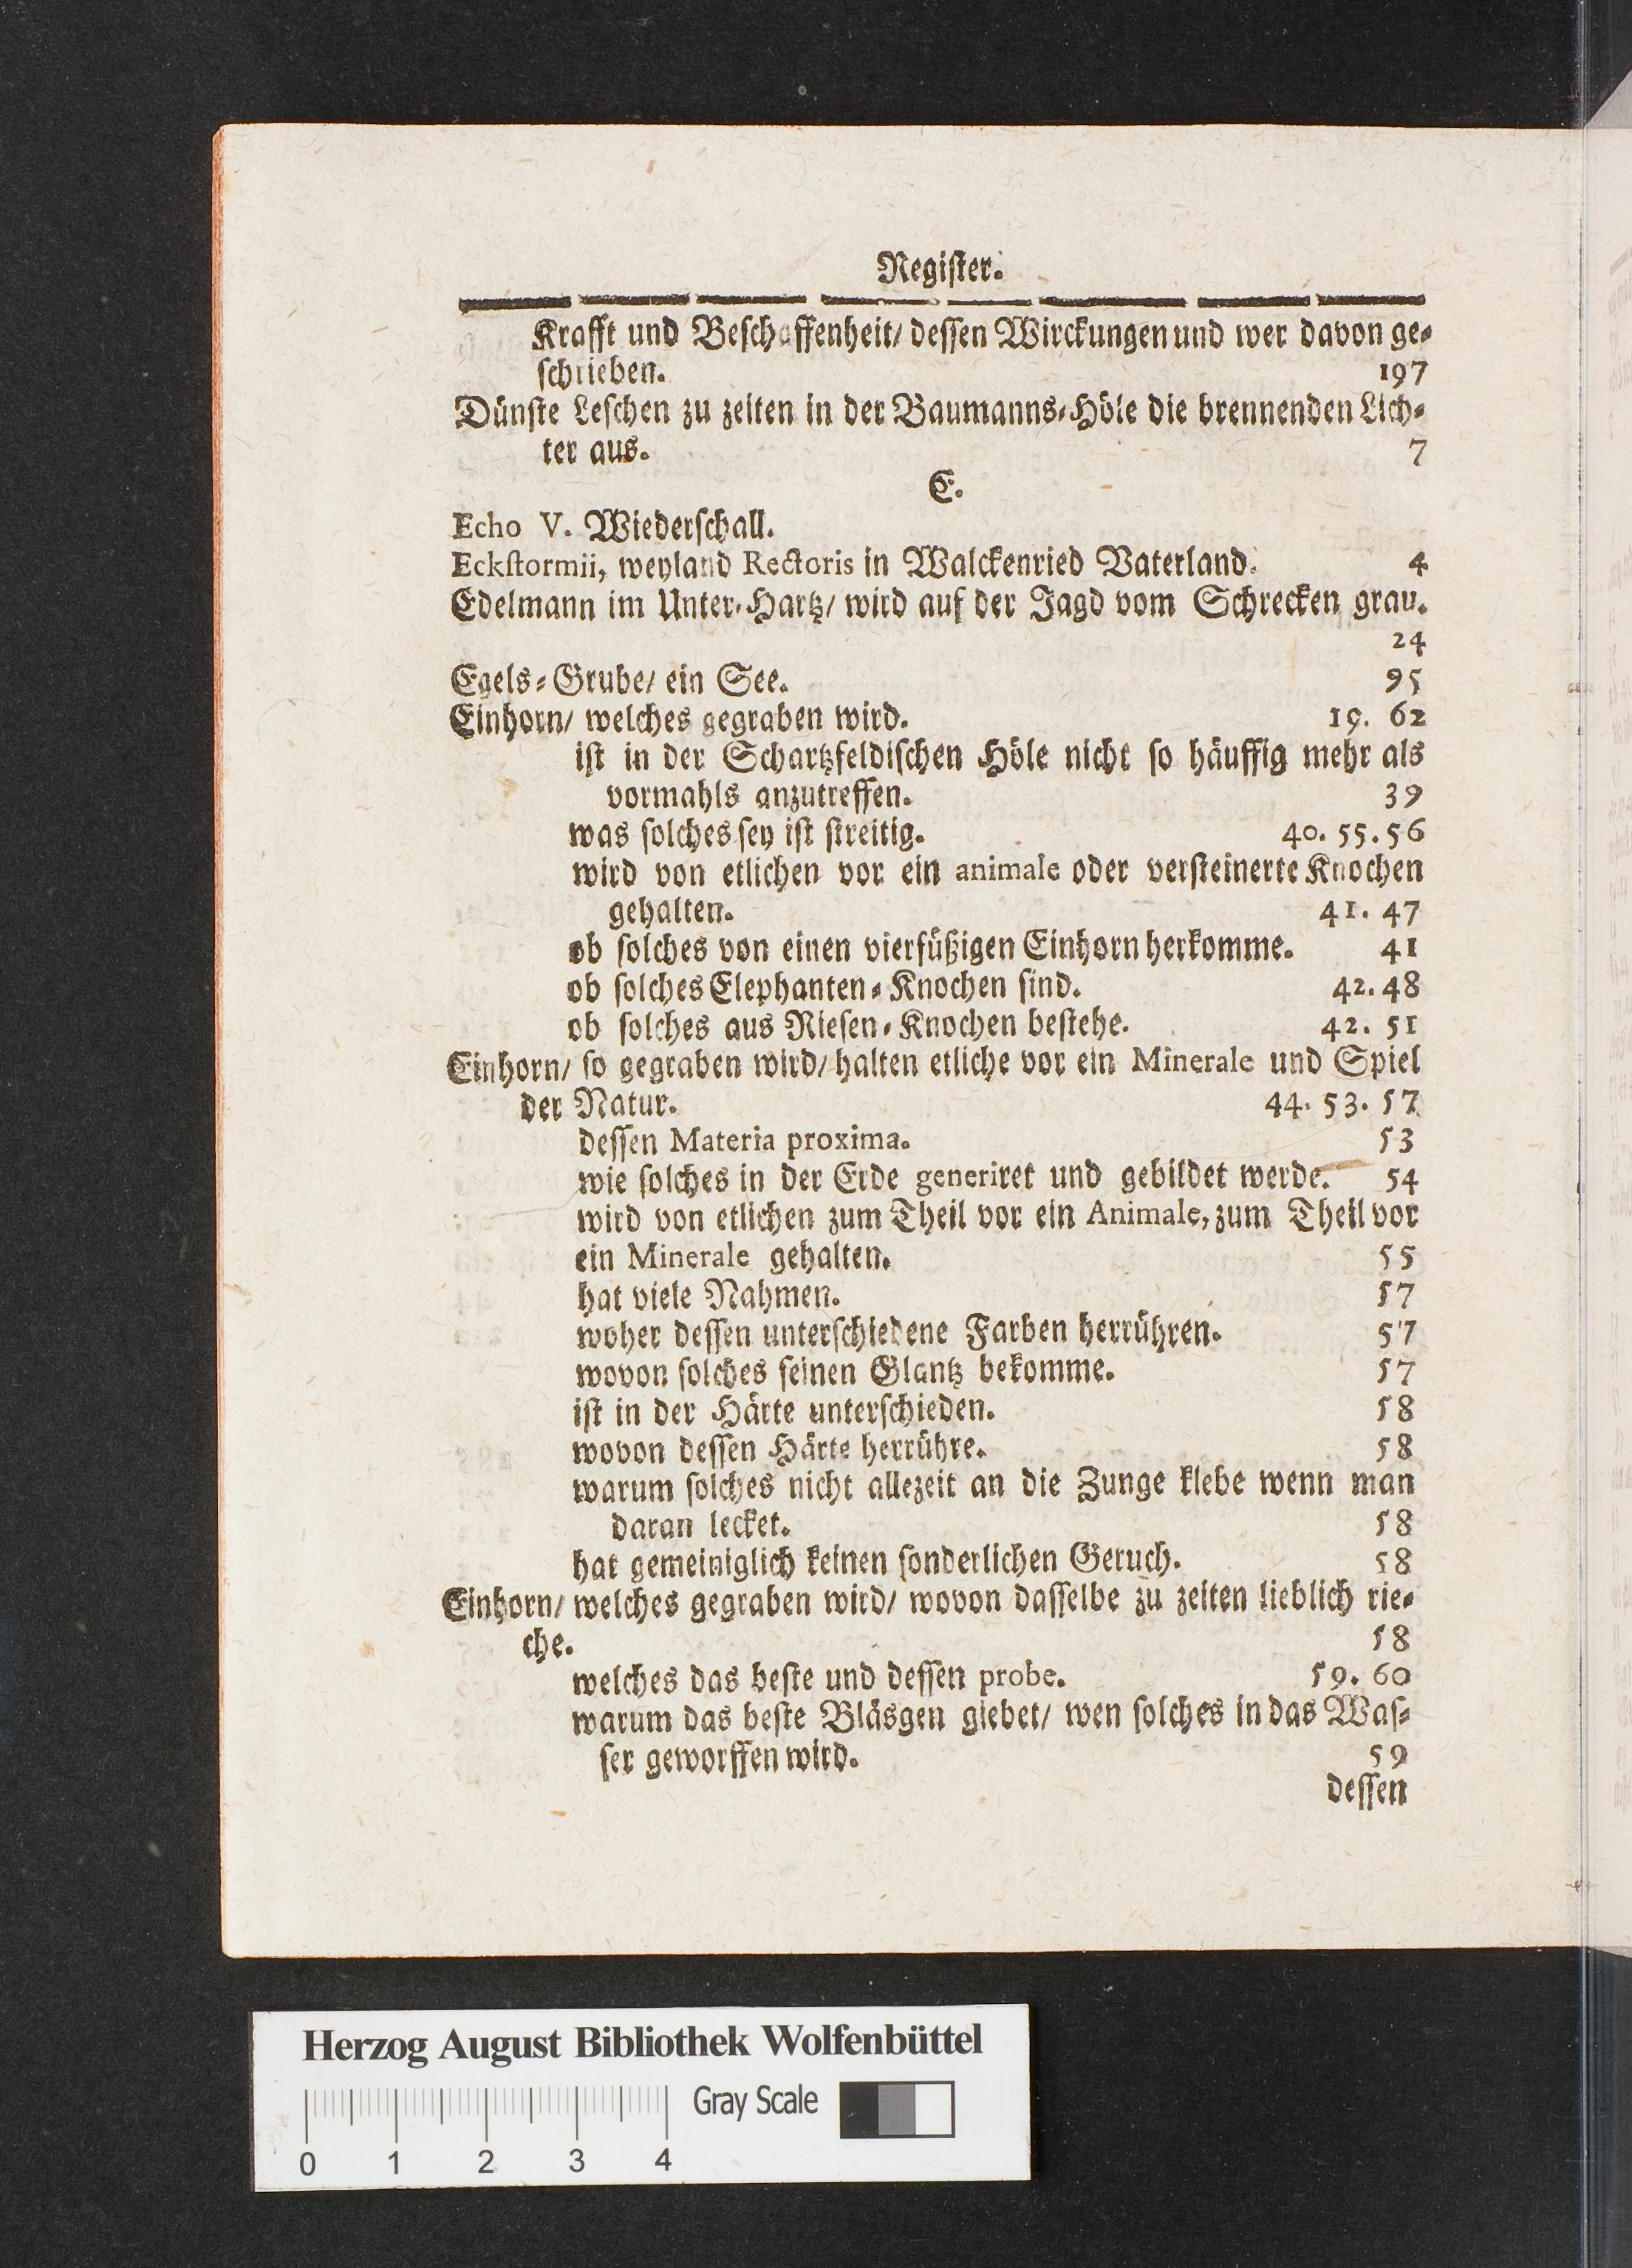 Register.
Krafft und Beschaffenheit/ dessen Wirckungen und wer davon ge⸗
schrieben. 197
Dünste Leschen zu zeiten in der Baumanns⸗Höle die brennenden Lich⸗
ter aus. 7
E.
Echo V. Wiederschall.
Eckstormii, weyland Rectoris in Walckenried Vaterland. 4
Edelmann im Unter⸗Hartz/ wird auf der Jagd vom Schrecken grau.
24
Egels⸗Grube/ ein See. 95
Einhorn/ welches gegraben wird. 19. 62
ist in der Schartzfeldischen Höle nicht so häuffig mehr als
vormahls anzutreffen. 39
was solches sey ist streitig. 40. 55. 56
wird von etlichen vor ein animale oder versteinerte Knochen
gehalten. 41. 47
ob solches von einen vierfüßigen Einhorn herkomme. 41
ob solches Elephanten⸗Knochen sind. 42. 48
ob solches aus Riesen⸗Knochen bestehe. 42. 51
Einhorn/ so gegraben wird/ halten etliche vor ein Minerale und Spiel
der Natur. 44. 53. 57
dessen Materia proxima. 53
wie solches in der Erde generiret und gebildet werde. 54
wird von etlichen zum Theil vor ein Animale, zum Theil vor
ein Minerale gehalten. 55
hat viele Nahmen. 57
woher dessen unterschiedene Farben herrühren. 57
wovon solches seinen Glantz bekomme. 57
ist in der Härte unterschieden. 58
wovon dessen Härte herrühre. 58
warum solches nicht allezeit an die Zunge klebe wenn man
daran lecket. 58
hat gemeiniglich keinen sonderlichen Geruch. 58
Einhorn/ welches gegraben wird/ wovon dasselbe zu zeiten lieblich rie⸗
che. 58
welches das beste und dessen probe. 59. 60
warum das beste Bläsgen giebet/ wen solches in das Was⸗
ser geworffen wird. 59
dessen
Herzog August Bibliothek Wolfenbüttel
Gray Scale
0 1 2 3 4